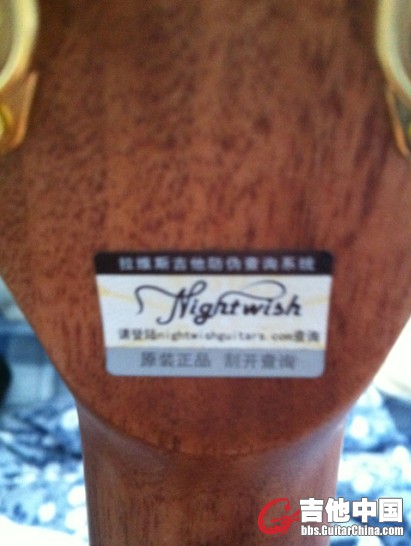 拉维斯吉他防伪查询系统
Nightwish
请登陆nightwishguitars.com查询
原装正品 刮开查询
吉他中国
bbs.GuitarChina.com